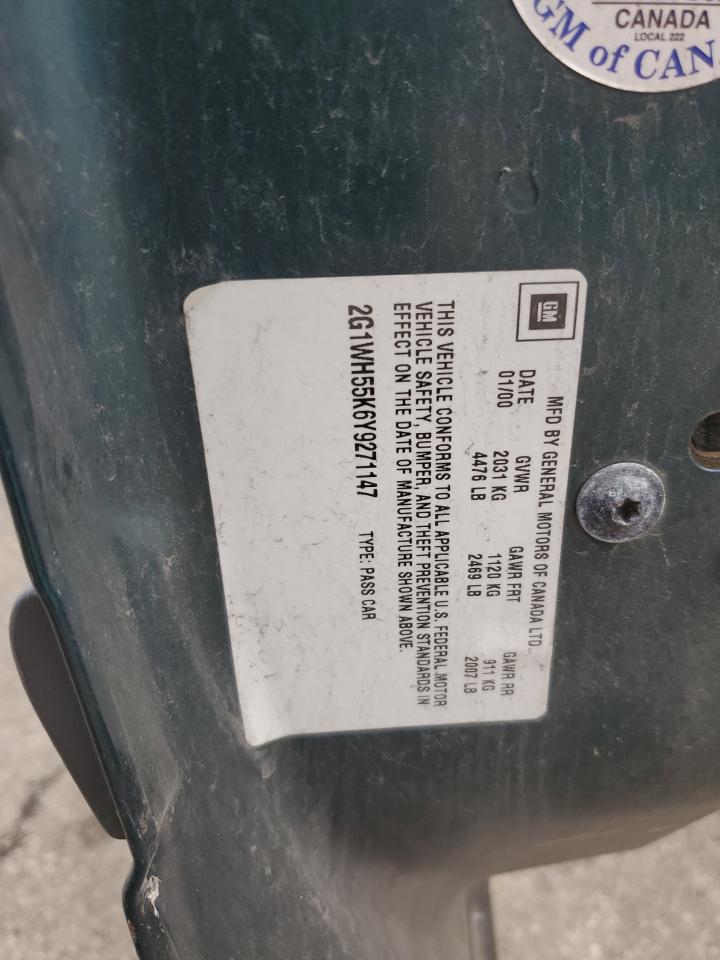 CANADA
LOCAL 222
GM of CAN
GM
MFD BY GENERAL MOTORS OF CANADA LTD.
DATE GVWR GAWR FRT GAWR RR
01/00 2031 KG 1120 KG 911 KG
4476 LB 2469 LB 2007 LB
THIS VEHICLE CONFORMS TO ALL APPLICABLE U.S. FEDERAL MOTOR
VEHICLE SAFETY, BUMPER, AND THEFT PREVENTION STANDARDS IN
EFFECT ON THE DATE OF MANUFACTURE SHOWN ABOVE.
2G1WH55K6Y9271147 TYPE: PASS CAR